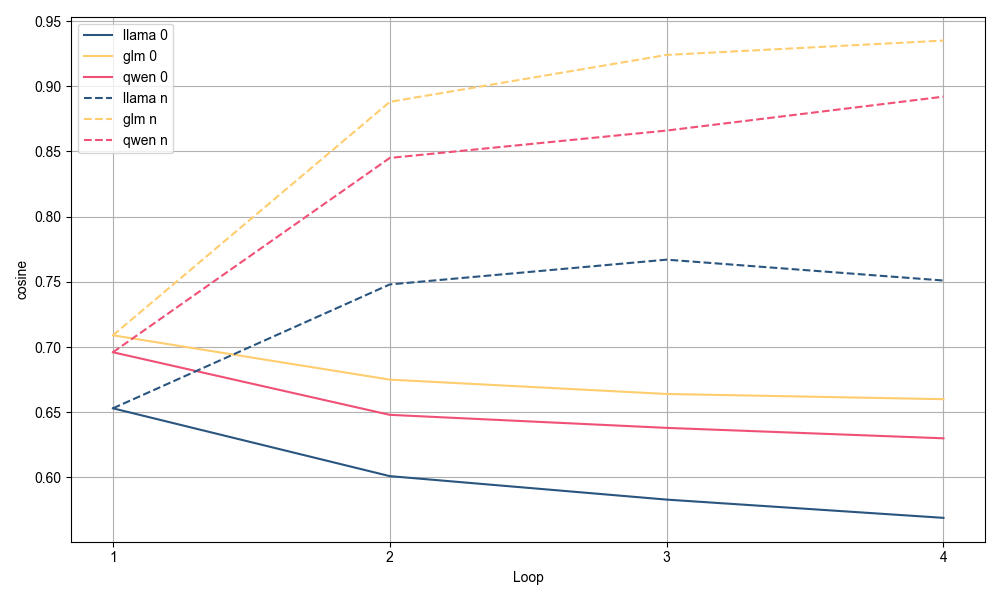 0.95
0.90
0.85
0.80
0.75
0.70
0.65
0.60
cosine
llama 0
glm 0
qwen 0
llama n
glm n
qwen n
1 2 3 4
Loop